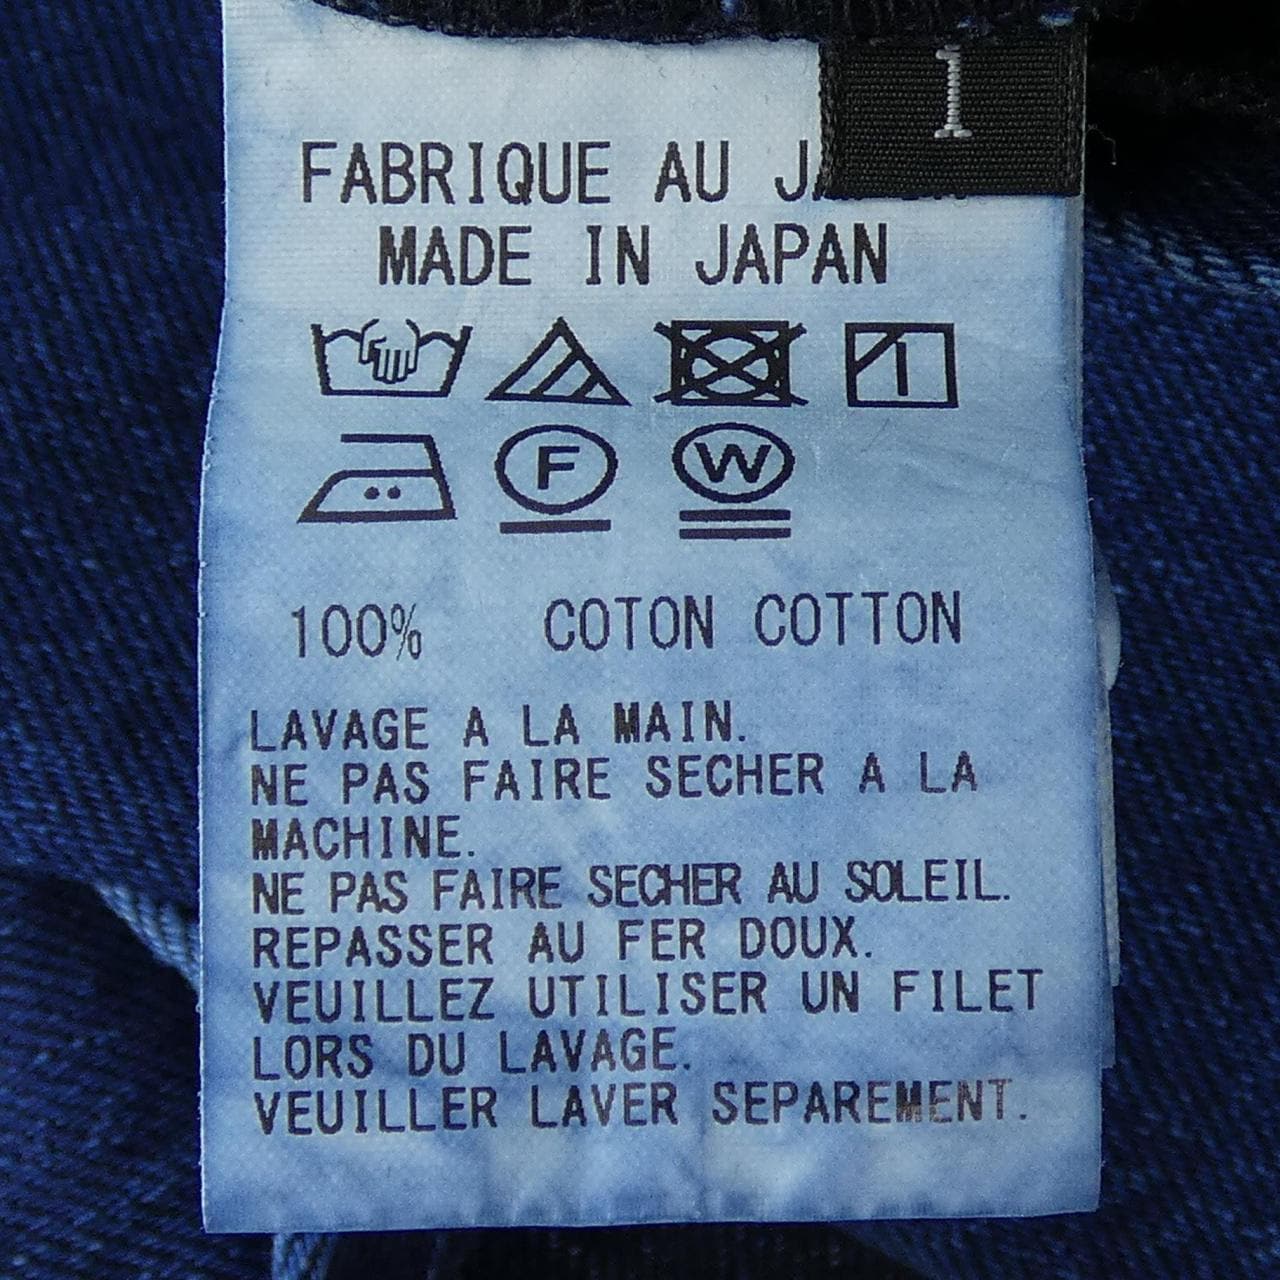 1
FABRIQUE AU
MADE IN JAPAN
F W
100% COTON COTTON
LAVAGE A LA MAIN.
NE PAS FAIRE SECHER A LA
MACHINE.
NE PAS FAIRE SECHER AU SOLEIL.
REPASSER AU FER DOUX.
VEUILLEZ UTILISER UN FILET
LORS DU LAVAGE.
VEUILLER LAVER SEPAREMENT.